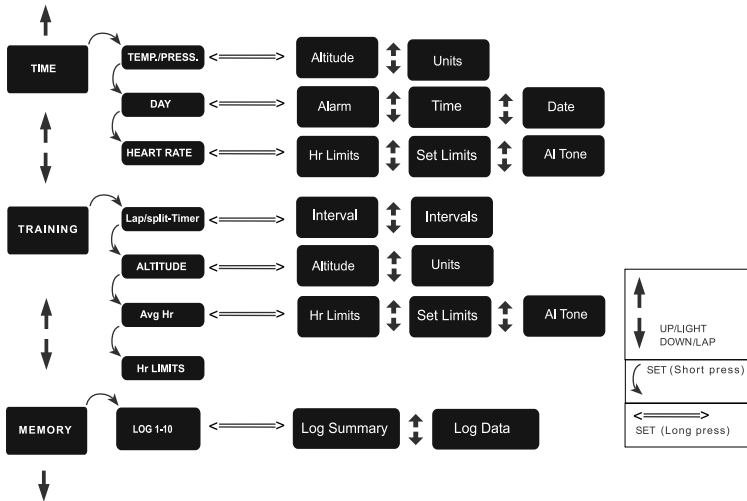 TIME
TEMP./PRESS.
Altitude
Units
DAY
Alarm
Time
Date
HEART RATE
Hr Limits
Set Limits
Al Tone
TRAINING
Lap/split-Timer
Interval
Intervals
ALTITUDE
Altitude
Units
Avg Hr
Hr Limits
Set Limits
Al Tone
Hr LIMITS
MEMORY
LOG 1-10
Log Summary
Log Data
UP/LIGHT
DOWN/LAP
SET (Short press)
SET (Long press)